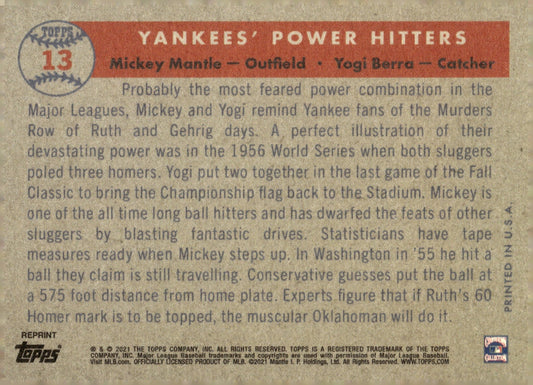 TOPPS
13
YANKEES' POWER HITTERS
Mickey Mantle — Outfield • Yogi Berra — Catcher
Probably the most feared power combination in the
Major Leagues, Mickey and Yogi remind Yankee fans of the Murders
Row of Ruth and Gehrig days. A perfect illustration of their
devastating power was in the 1956 World Series when both sluggers
poled three homers. Yogi put two together in the last game of the Fall
Classic to bring the Championship flag back to the Stadium. Mickey is
one of the all time long ball hitters and has dwarfed the feats of other
sluggers by blasting fantastic drives. Statisticians have tape
measures ready when Mickey steps up. In Washington in '55 he hit a
ball they claim is still travelling. Conservative guesses put the ball at
a 575 foot distance from home plate. Experts figure that if Ruth's 60
Homer mark is to be topped, the muscular Oklahoman will do it.
PRINTED IN U.S.A.
REPRINT
Topps
® & © 2021 THE TOPPS COMPANY, INC. ALL RIGHTS RESERVED. TOPPS IS A REGISTERED TRADEMARK OF THE TOPPS
COMPANY, INC. Major League Baseball trademarks and copyrights are used with permission of Major League Baseball.
Visit MLB.com. OFFICIALLY LICENSED PRODUCT OF MLB. ©2021 Mantle I. P. Holdings, Ltd. All Rights Reserved. WWW.TOPPS.COM